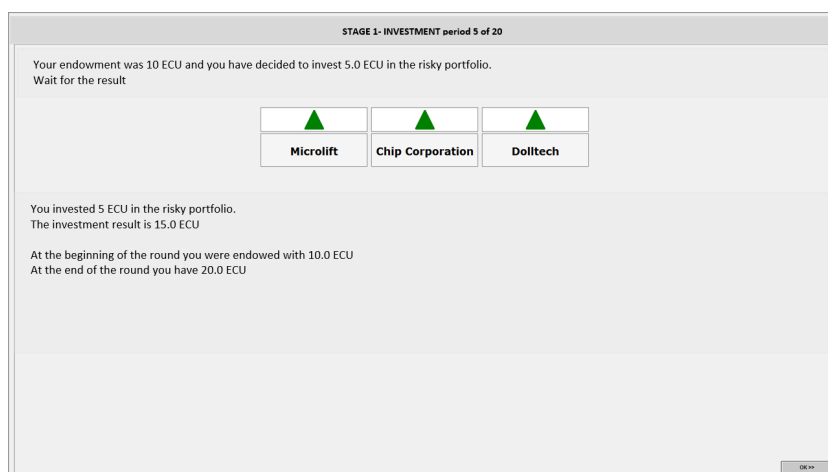 STAGE 1- INVESTMENT period 5 of 20
Your endowment was 10 ECU and you have decided to invest 5.0 ECU in the risky portfolio.
Wait for the result
Microlift Chip Corporation Dolltech
You invested 5 ECU in the risky portfolio.
The investment result is 15.0 ECU
At the beginning of the round you were endowed with 10.0 ECU
At the end of the round you have 20.0 ECU
OK >>